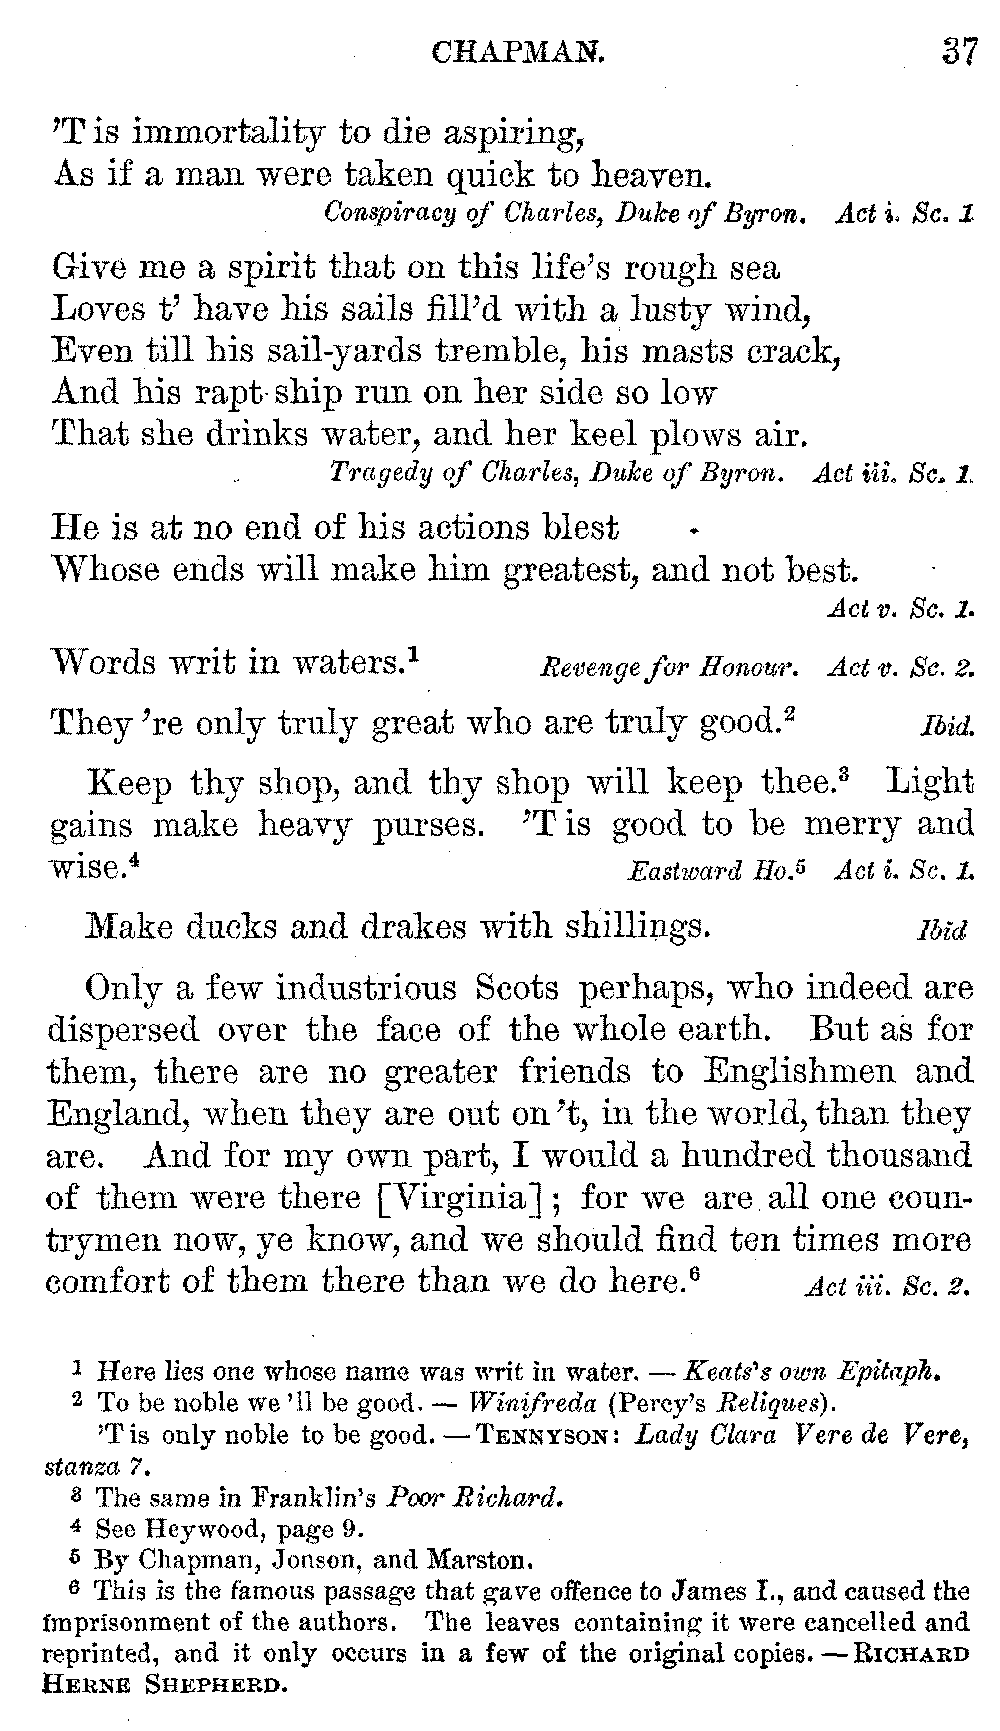 CHAPMAN. 37
'T is immortality to die aspiring,
As if a man were taken quick to heaven.
Conspiracy of Charles, Duke of Byron. Act i. Sc. 1
Give me a spirit that on this life's rough sea
Loves t' have his sails fill'd with a lusty wind,
Even till his sail-yards tremble, his masts crack,
And his rapt ship run on her side so low
That she drinks water, and her keel plows air.
Tragedy of Charles, Duke of Byron. Act iii. Sc. 1.
He is at no end of his actions blest
Whose ends will make him greatest, and not best.
Act v. Sc. 1.
Words writ in waters.¹ Revenge for Honour. Act v. Sc. 2.
They 're only truly great who are truly good.² Ibid.
Keep thy shop, and thy shop will keep thee.³ Light
gains make heavy purses. 'T is good to be merry and
wise.⁴ Eastward Ho.⁵ Act i. Sc. 1.
Make ducks and drakes with shillings. Ibid
Only a few industrious Scots perhaps, who indeed are
dispersed over the face of the whole earth. But as for
them, there are no greater friends to Englishmen and
England, when they are out on 't, in the world, than they
are. And for my own part, I would a hundred thousand
of them were there [Virginia]; for we are all one coun-
trymen now, ye know, and we should find ten times more
comfort of them there than we do here.⁶ Act iii. Sc. 2.
¹ Here lies one whose name was writ in water. — Keats's own Epitaph.
² To be noble we 'll be good. — Winifreda (Percy's Reliques).
'T is only noble to be good. — TENNYSON: Lady Clara Vere de Vere,
stanza 7.
³ The same in Franklin's Poor Richard.
⁴ See Heywood, page 9.
⁵ By Chapman, Jonson, and Marston.
⁶ This is the famous passage that gave offence to James I., and caused the
imprisonment of the authors. The leaves containing it were cancelled and
reprinted, and it only occurs in a few of the original copies. — RICHARD
HERNE SHEPHERD.